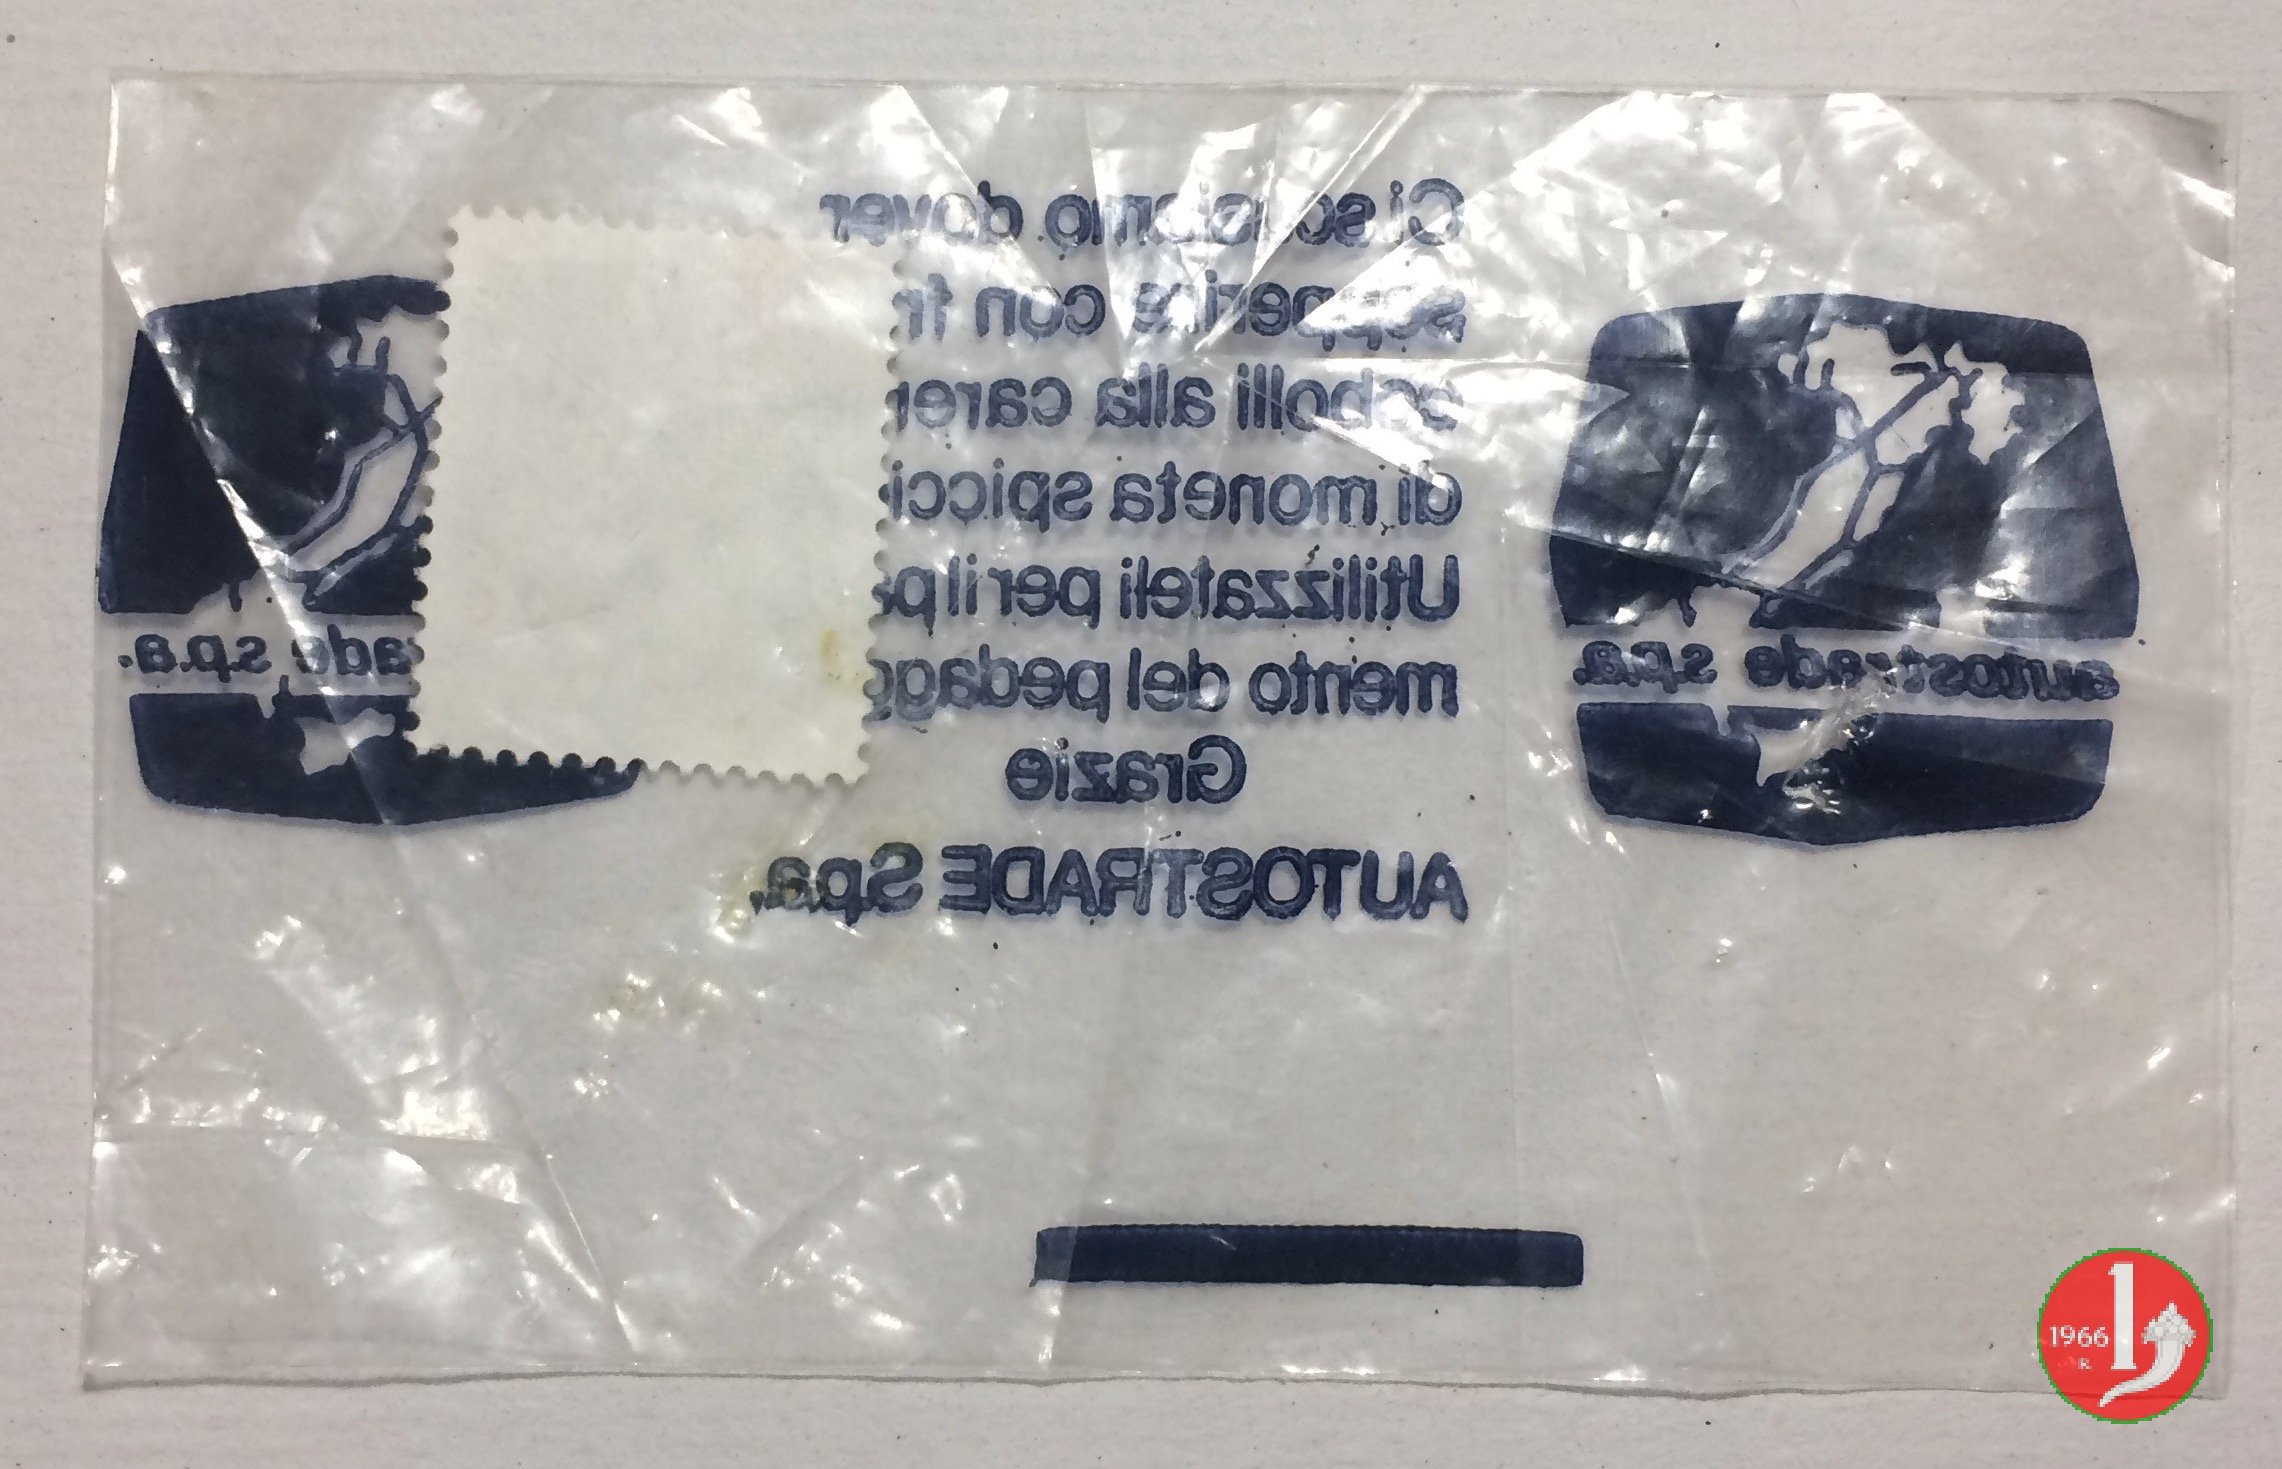 Ci scusiamo dover
sopperire con fr
cobolli alla caren
di moneta spicci
Utilizzateli per il pa
mento del pedagg
Grazie
AUTOSTRADE S.p.a.
autostrade s.p.a.
ade s.p.a.
1966
R